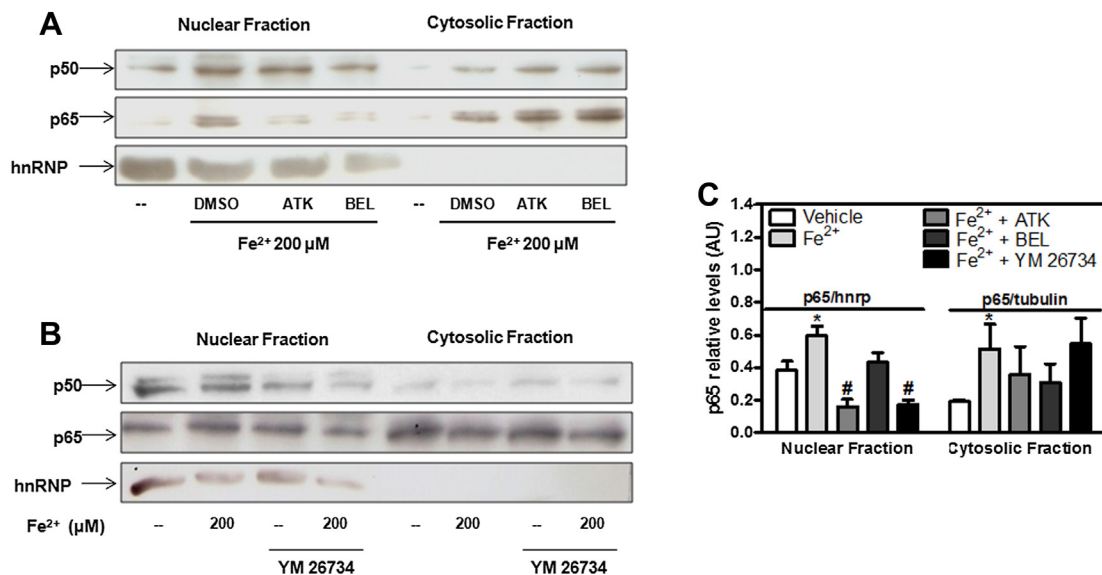 A
Nuclear Fraction Cytosolic Fraction
p50
p65
hnRNP
-- DMSO ATK BEL -- DMSO ATK BEL
Fe²⁺ 200 µM Fe²⁺ 200 µM
B
Nuclear Fraction Cytosolic Fraction
p50
p65
hnRNP
Fe²⁺ (µM) -- 200 -- 200 -- 200 -- 200
YM 26734 YM 26734
C
p65 relative levels (AU)
1.4
1.2
1.0
0.8
0.6
0.4
0.2
0.0
Vehicle
Fe²⁺
Fe²⁺ + ATK
Fe²⁺ + BEL
Fe²⁺ + YM 26734
p65/hnrp p65/tubulin
* # # *
Nuclear Fraction Cytosolic Fraction